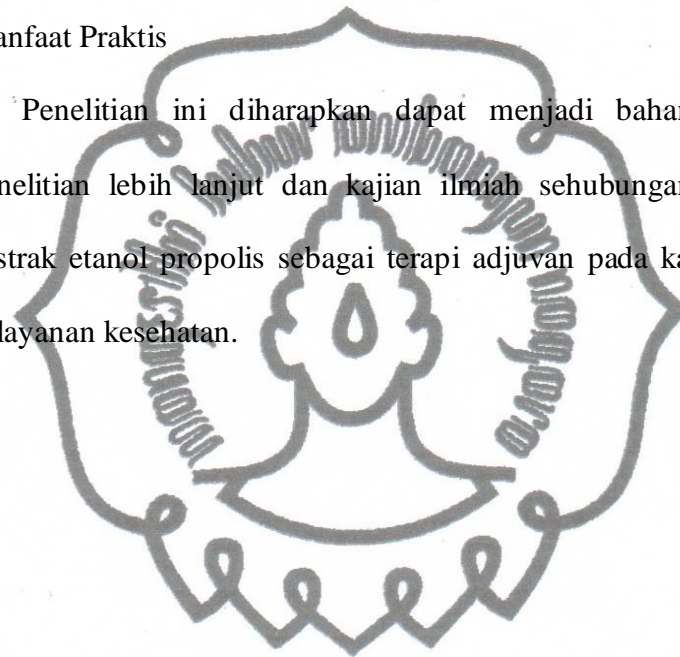 anfaat Praktis
Penelitian ini diharapkan dapat menjadi bahan
nelitian lebih lanjut dan kajian ilmiah sehubungan
strak etanol propolis sebagai terapi adjuvan pada ka
layanan kesehatan.